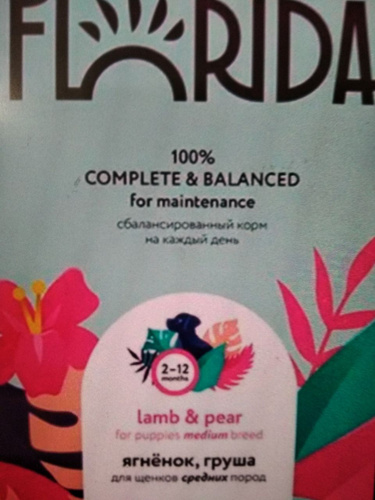 FLORIDA
100%
COMPLETE & BALANCED
for maintenance
сбалансированный корм
на каждый день
2–12
months
lamb & pear
for puppies medium breed
ягнёнок, груша
для щенков средних пород